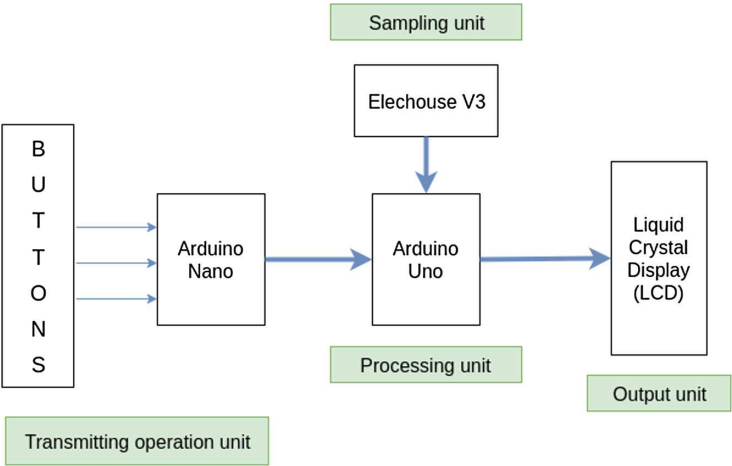 Sampling unit
Elechouse V3
B
U
T
T
O
N
S
Arduino
Nano
Arduino
Uno
Liquid
Crystal
Display
(LCD)
Processing unit
Output unit
Transmitting operation unit